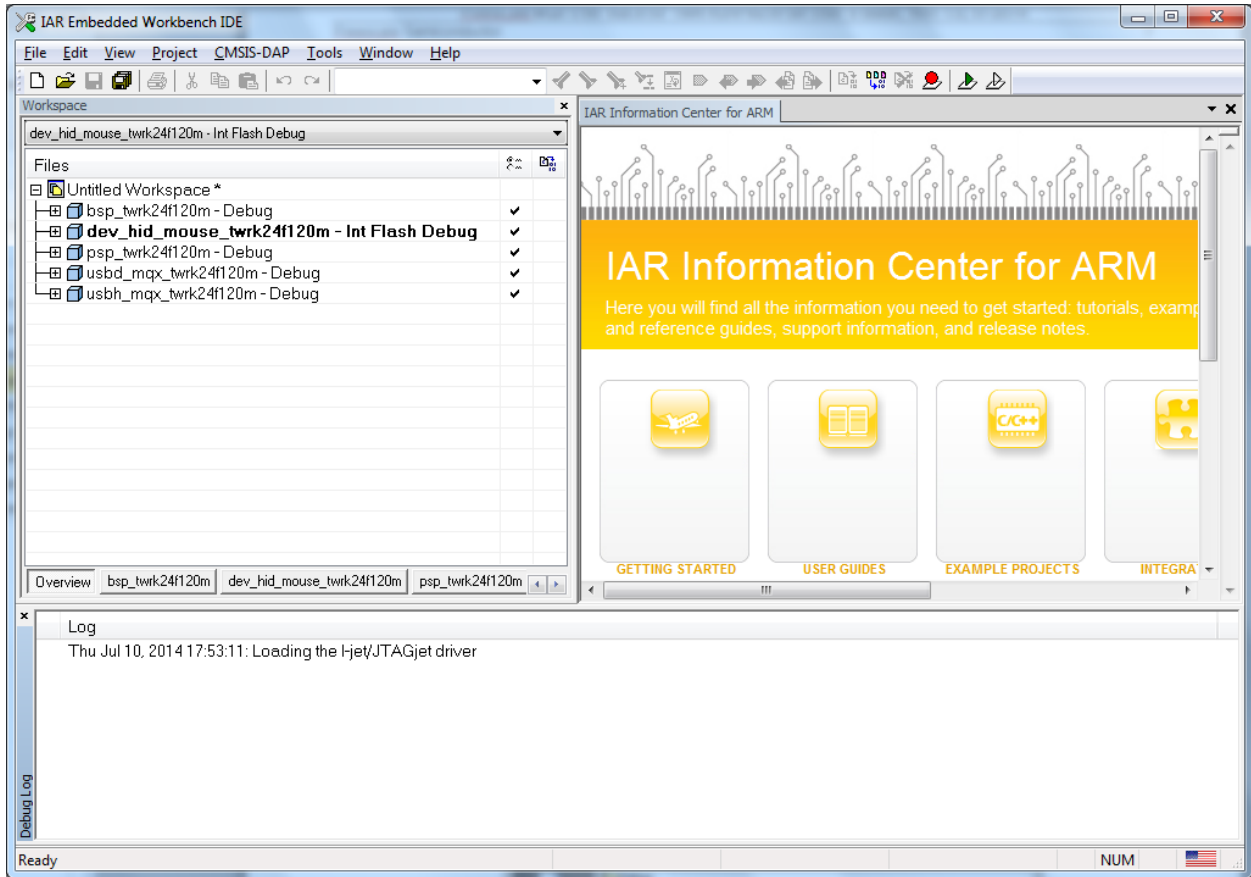 IAR Embedded Workbench IDE
File Edit View Project CMSIS-DAP Tools Window Help
Workspace
dev_hid_mouse_twrk24f120m - Int Flash Debug
Files
Untitled Workspace *
bsp_twrk24f120m - Debug
dev_hid_mouse_twrk24f120m - Int Flash Debug
psp_twrk24f120m - Debug
usbd_mqx_twrk24f120m - Debug
usbh_mqx_twrk24f120m - Debug
Overview bsp_twrk24f120m dev_hid_mouse_twrk24f120m psp_twrk24f120m
IAR Information Center for ARM
IAR Information Center for ARM
Here you will find all the information you need to get started: tutorials, examp
and reference guides, support information, and release notes.
C/C++
GETTING STARTED USER GUIDES EXAMPLE PROJECTS INTEGRA
Log
Thu Jul 10, 2014 17:53:11: Loading the I-jet/JTAGjet driver
Debug Log
Ready NUM